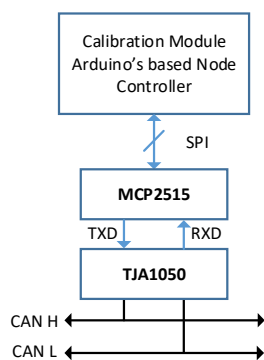 Calibration Module
Arduino's based Node
Controller
SPI
MCP2515
TXD
RXD
TJA1050
CAN H
CAN L